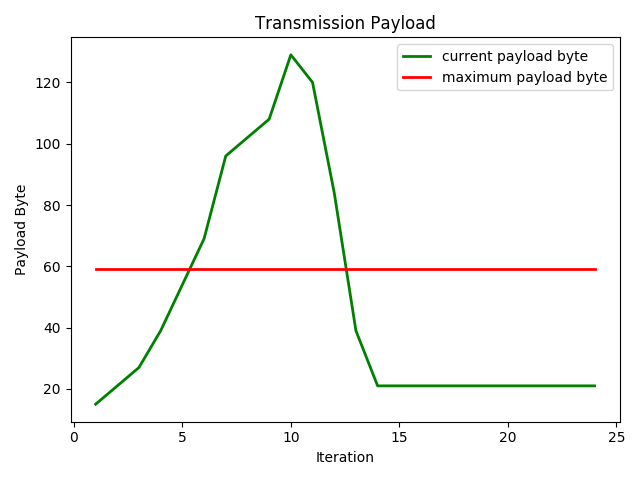 Transmission Payload
current payload byte
maximum payload byte
120
100
80
60
40
20
Payload Byte
0
5
10
15
20
25
Iteration